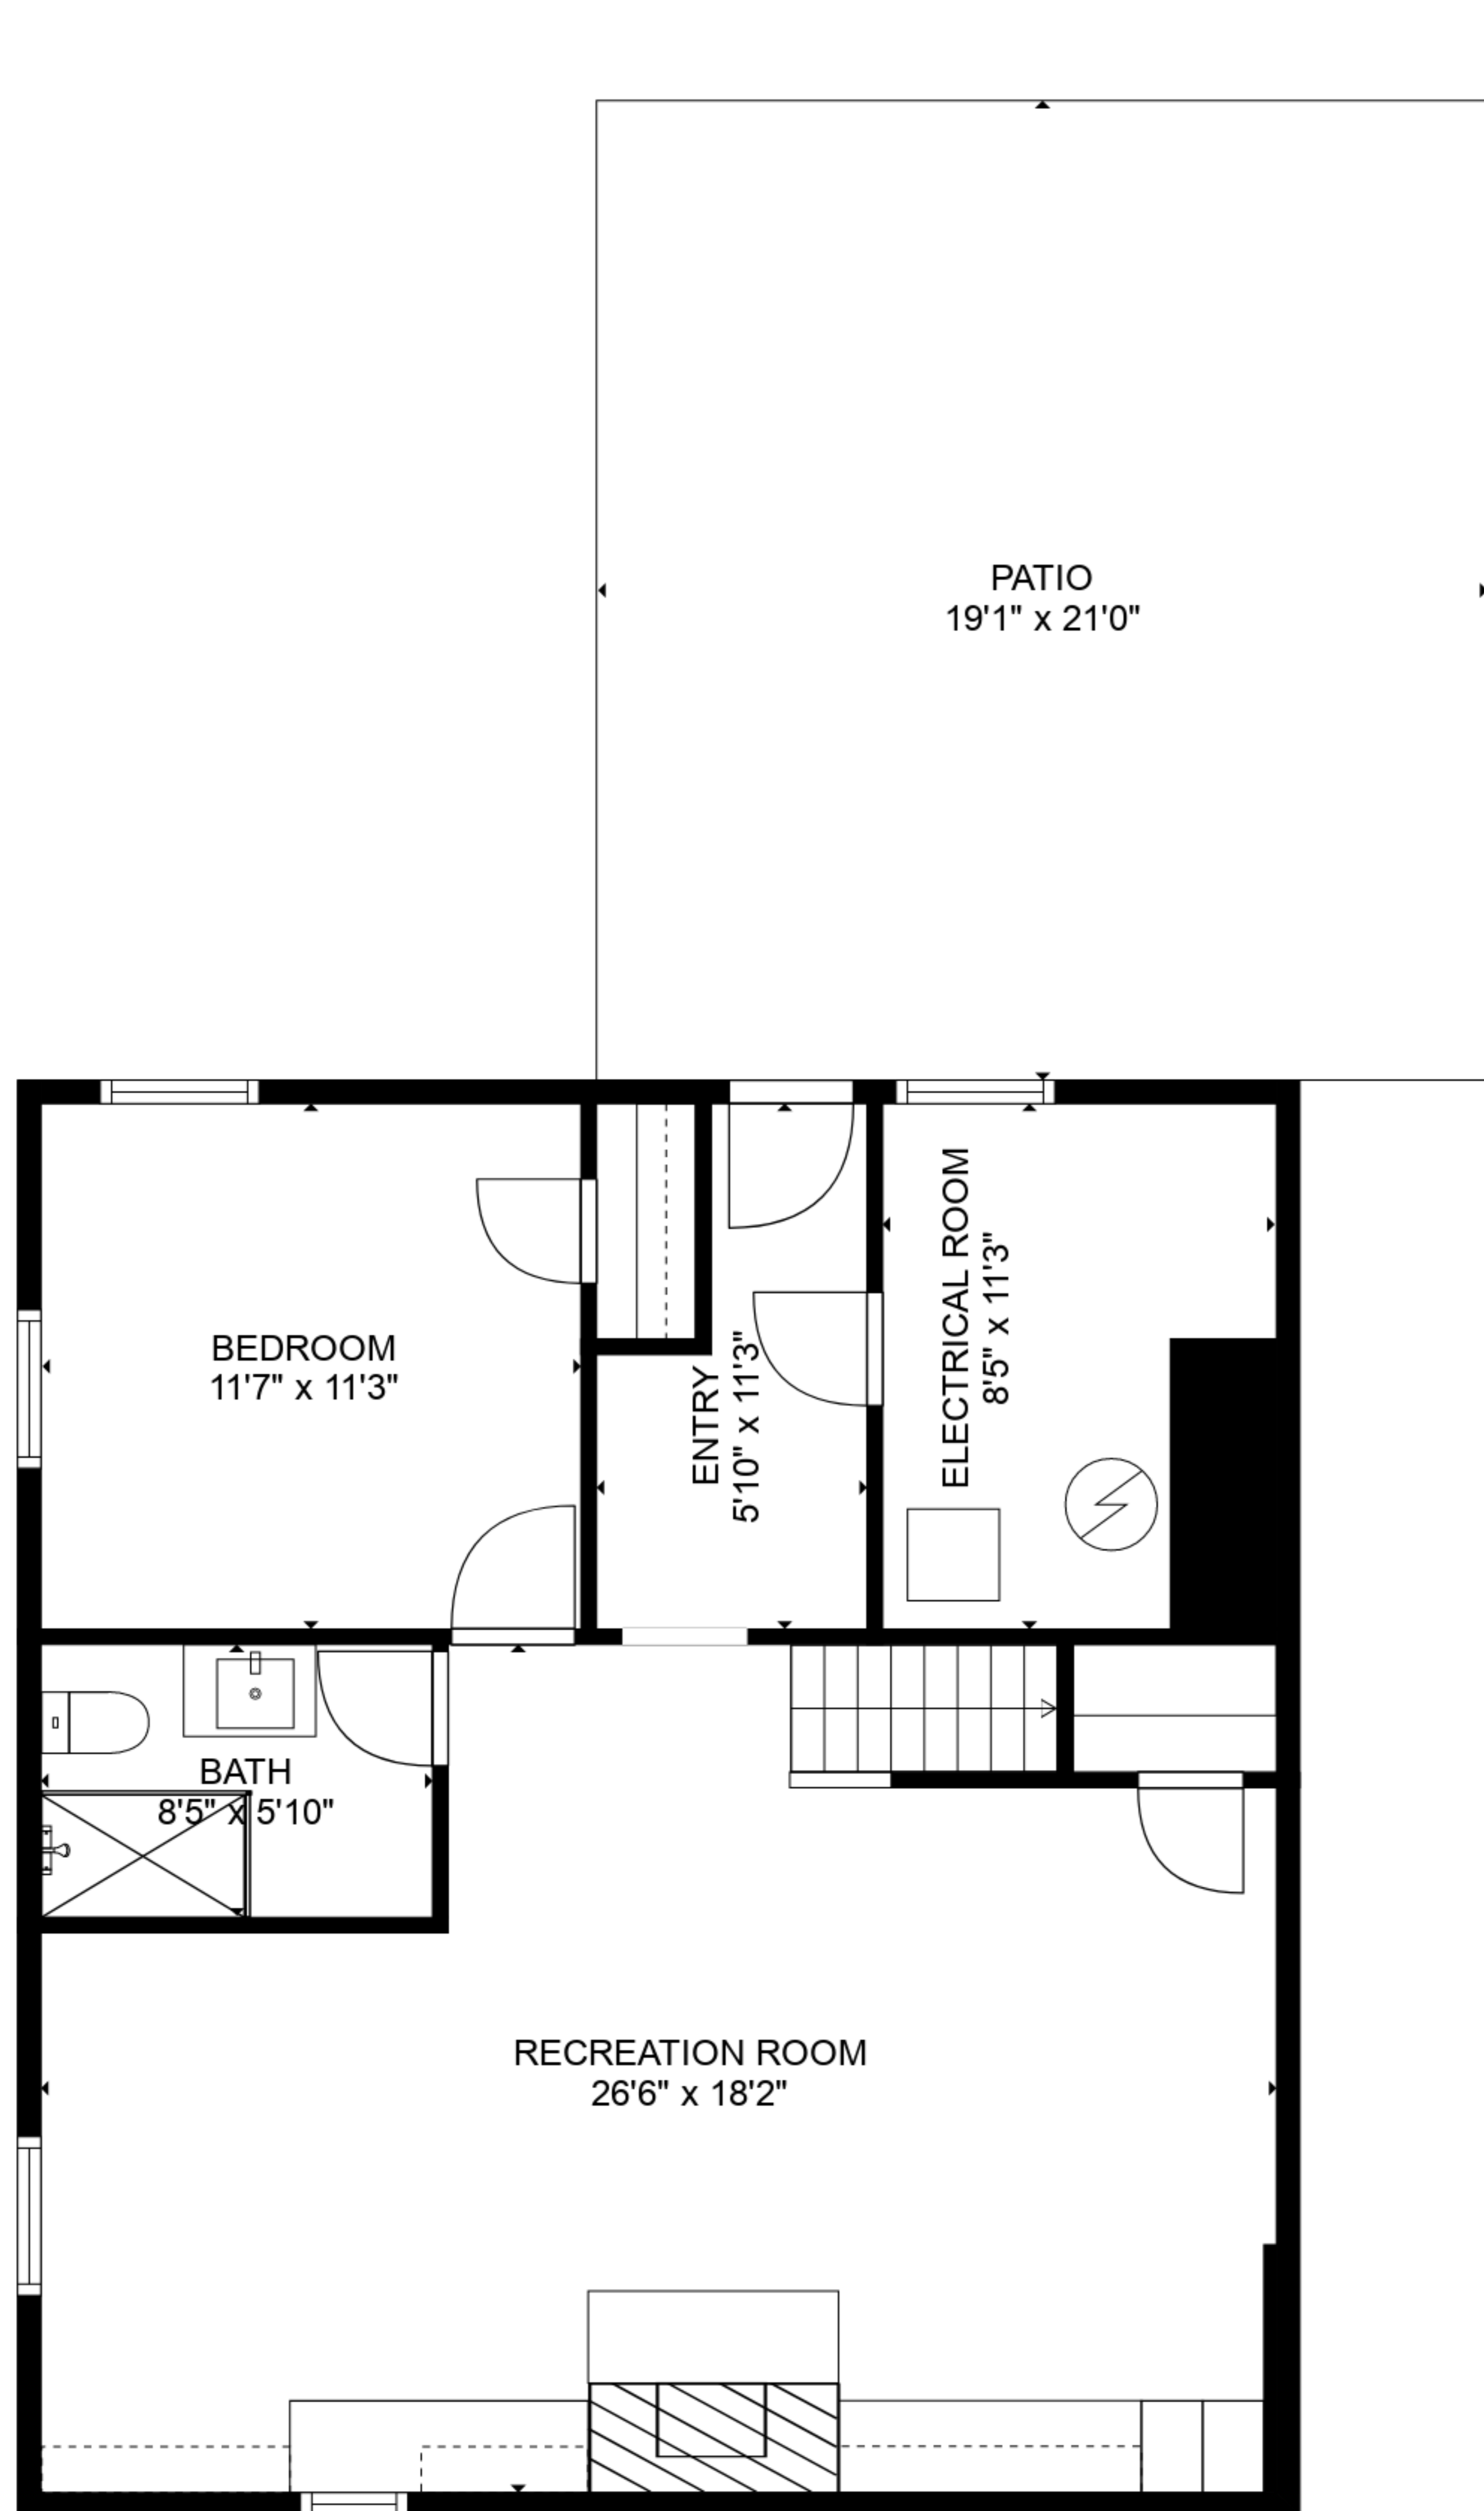 PATIO
19'1" x 21'0"
BEDROOM
11'7" x 11'3"
ENTRY
5'10" x 11'3"
ELECTRICAL ROOM
8'5" x 11'3"
BATH
8'5" x 5'10"
RECREATION ROOM
26'6" x 18'2"